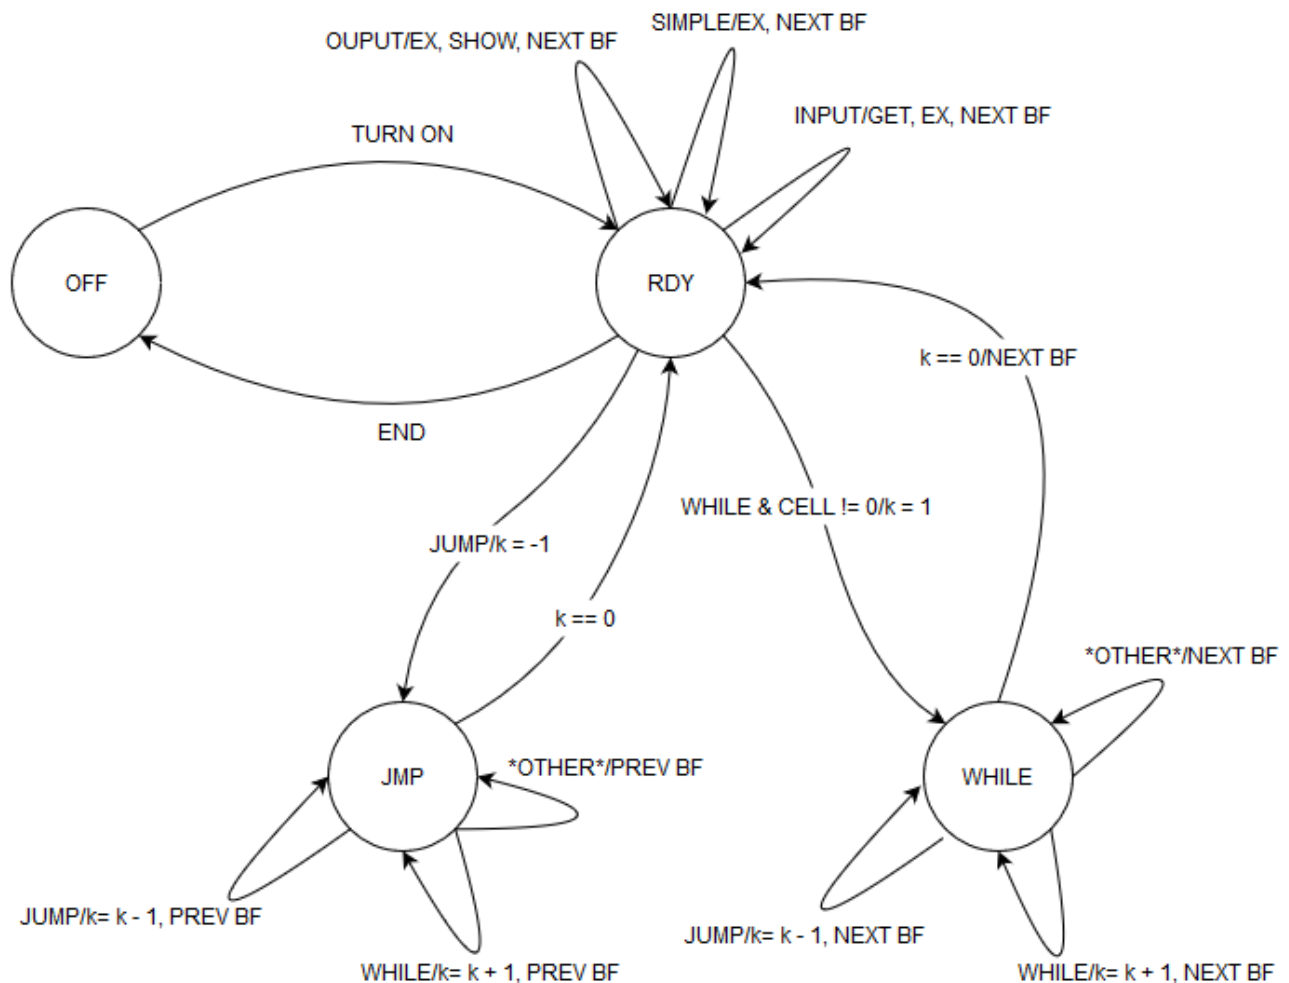 SIMPLE/EX, NEXT BF
OUPUT/EX, SHOW, NEXT BF
INPUT/GET, EX, NEXT BF
TURN ON
OFF
RDY
k == 0/NEXT BF
END
WHILE & CELL != 0/k = 1
JUMP/k = -1
k == 0
*OTHER*/NEXT BF
*OTHER*/PREV BF
JMP
WHILE
JUMP/k= k - 1, PREV BF
JUMP/k= k - 1, NEXT BF
WHILE/k= k + 1, PREV BF
WHILE/k= k + 1, NEXT BF